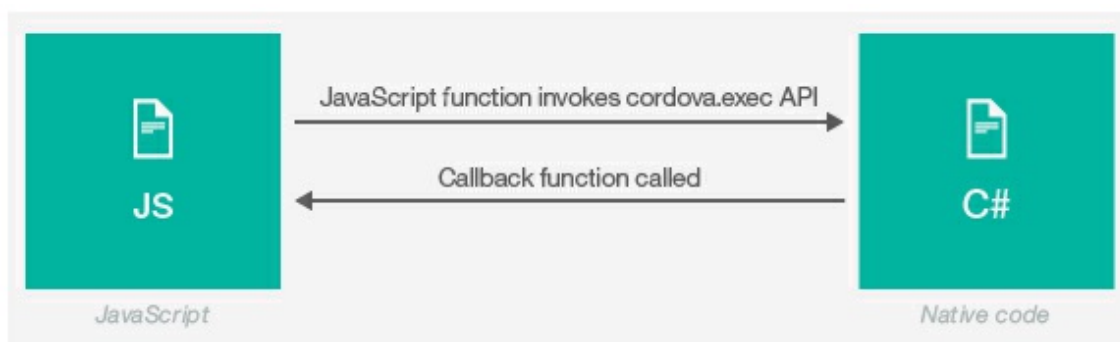 JavaScript function invokes cordova.exec API
Callback function called
JS
C#
JavaScript
Native code